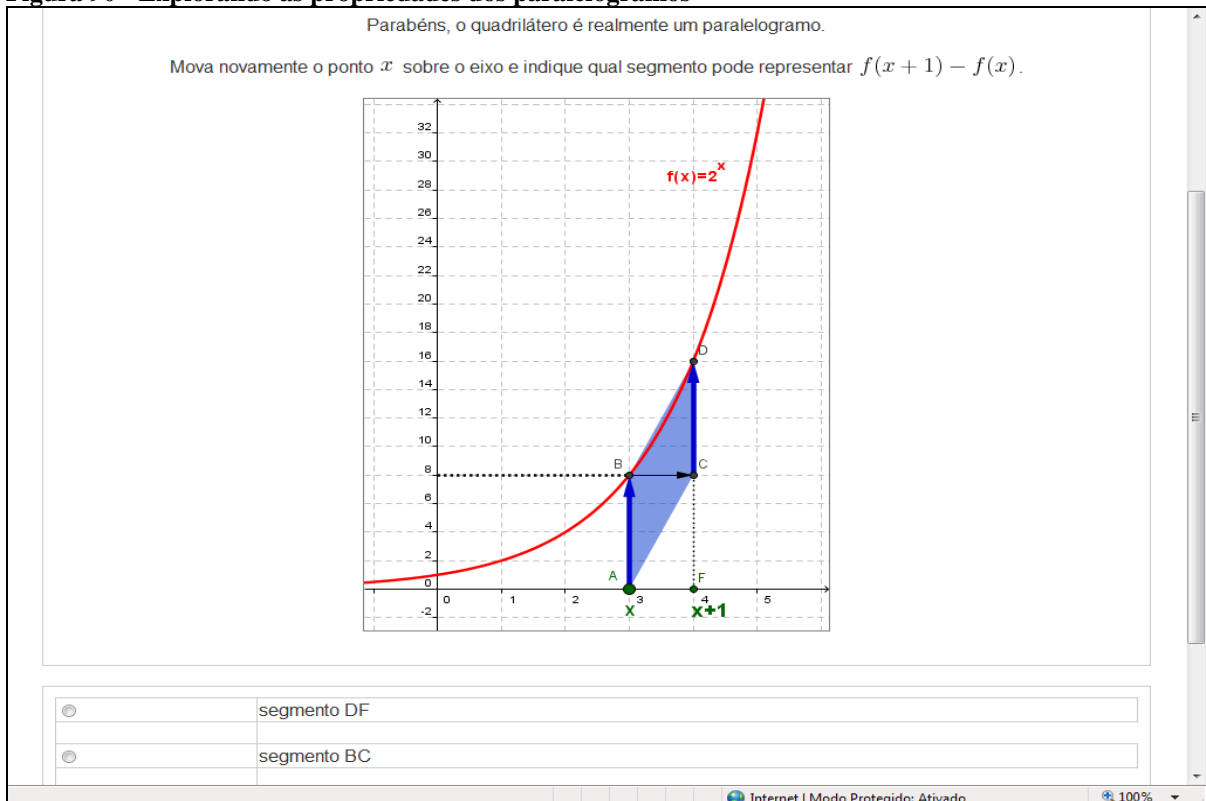 Parabéns, o quadrilátero é realmente um paralelogramo.
Mova novamente o ponto x sobre o eixo e indique qual segmento pode representar f(x + 1) − f(x).
32
30
f(x)=2^x
28
26
24
22
20
18
16
D
14
12
10
8
B
C
6
4
2
0
A
F
0
1
2
3
4
5
-2
x
x+1
segmento DF
segmento BC
Internet | Modo Protegido: Ativado
100%